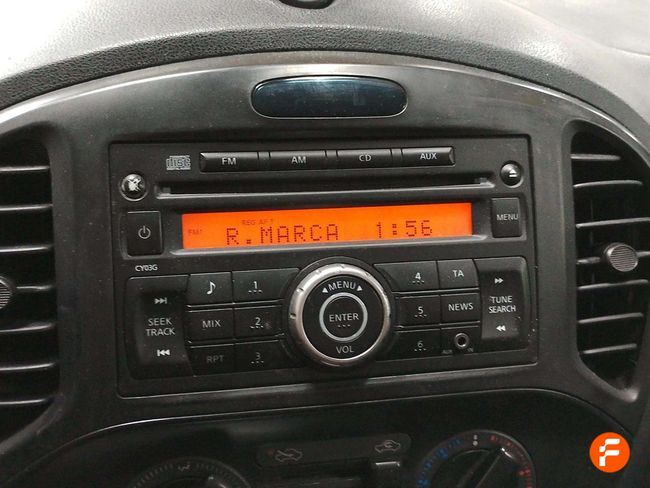 DISC
FM AM CD AUX
REG AF T
FM1 R.MARCA 1:56
MENU
CY03G
SEEK TRACK
MIX
RPT
1
2
3
MENU
ENTER
VOL
4
5
6
TA
NEWS
AUX IN
TUNE SEARCH
F